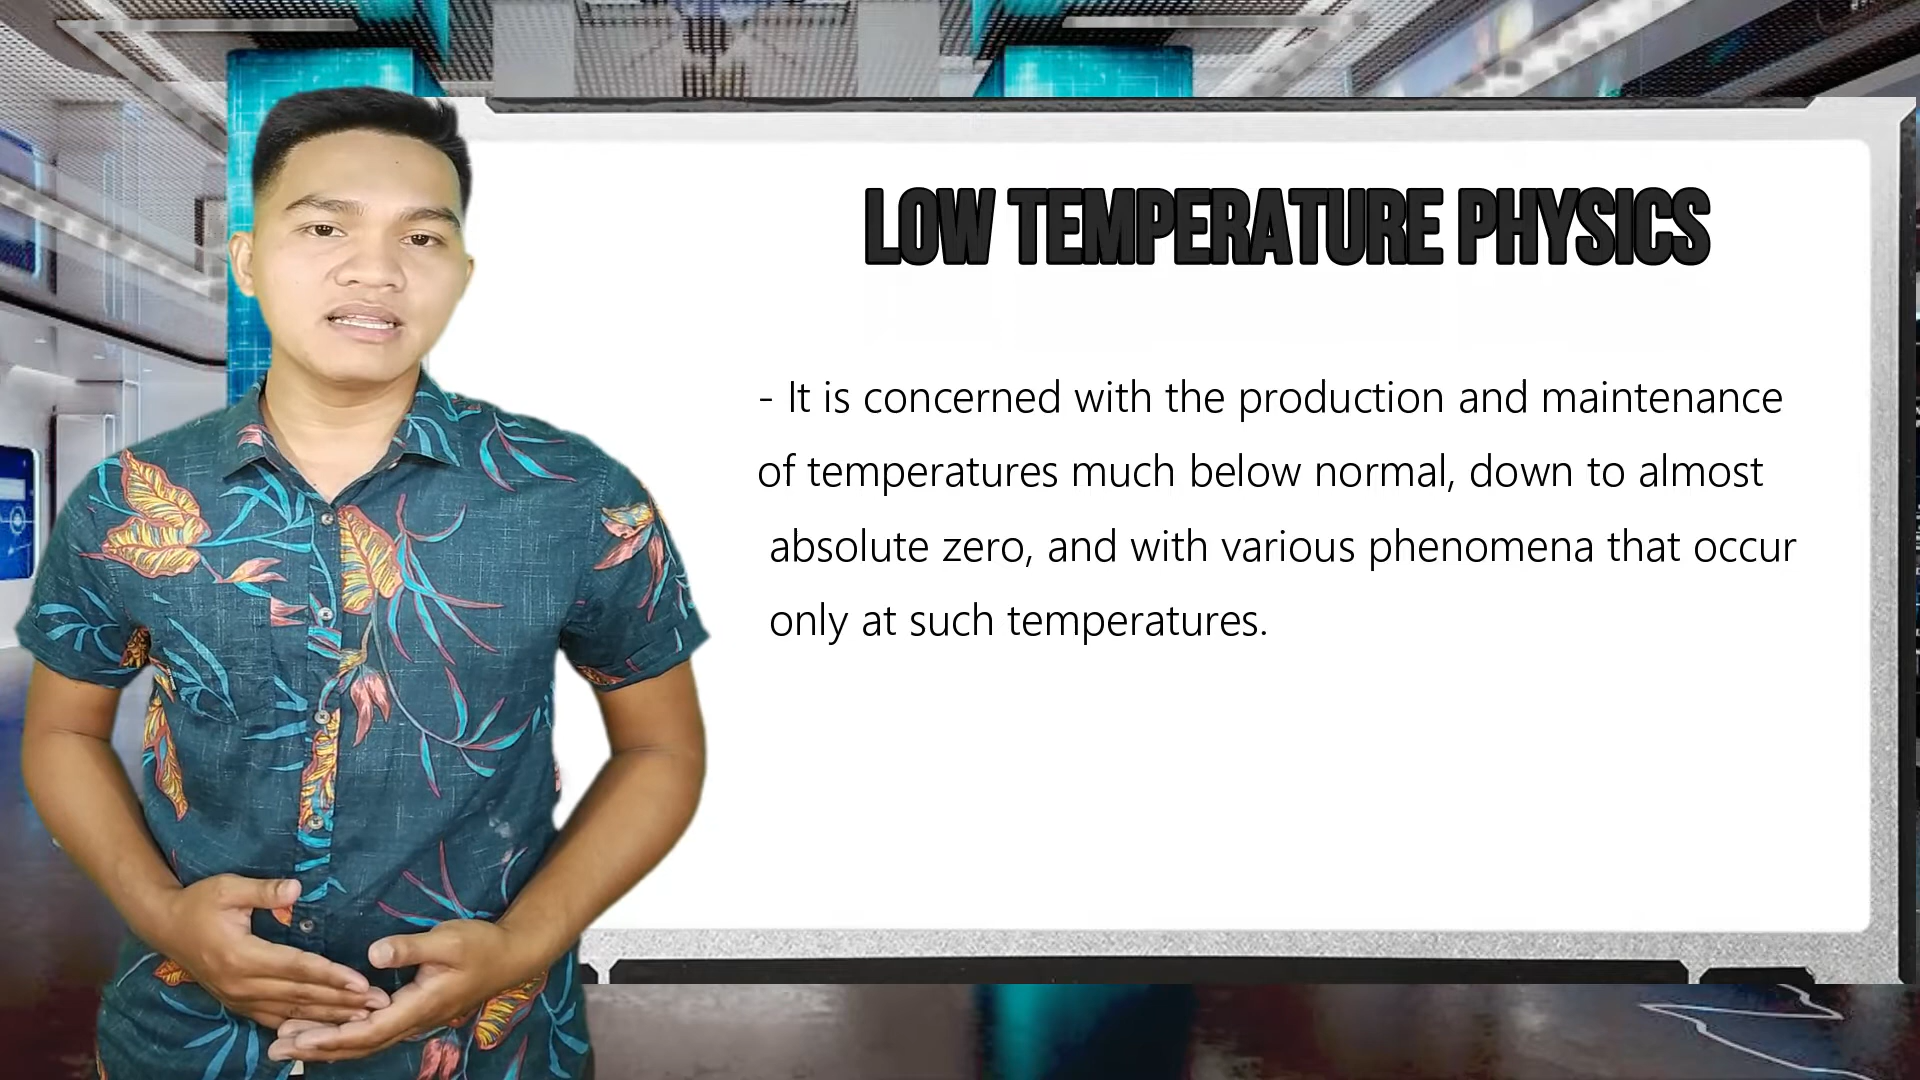 LOW TEMPERATURE PHYSICS
- It is concerned with the production and maintenance
of temperatures much below normal, down to almost
absolute zero, and with various phenomena that occur
only at such temperatures.